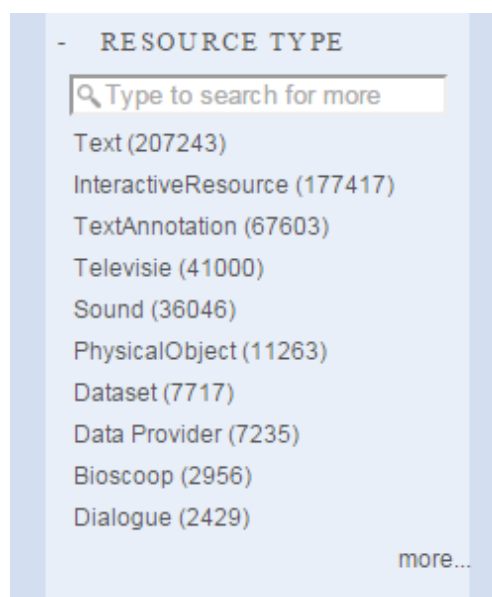 - RESOURCE TYPE
Type to search for more
Text (207243)
InteractiveResource (177417)
TextAnnotation (67603)
Televisie (41000)
Sound (36046)
PhysicalObject (11263)
Dataset (7717)
Data Provider (7235)
Bioscoop (2956)
Dialogue (2429)
more...